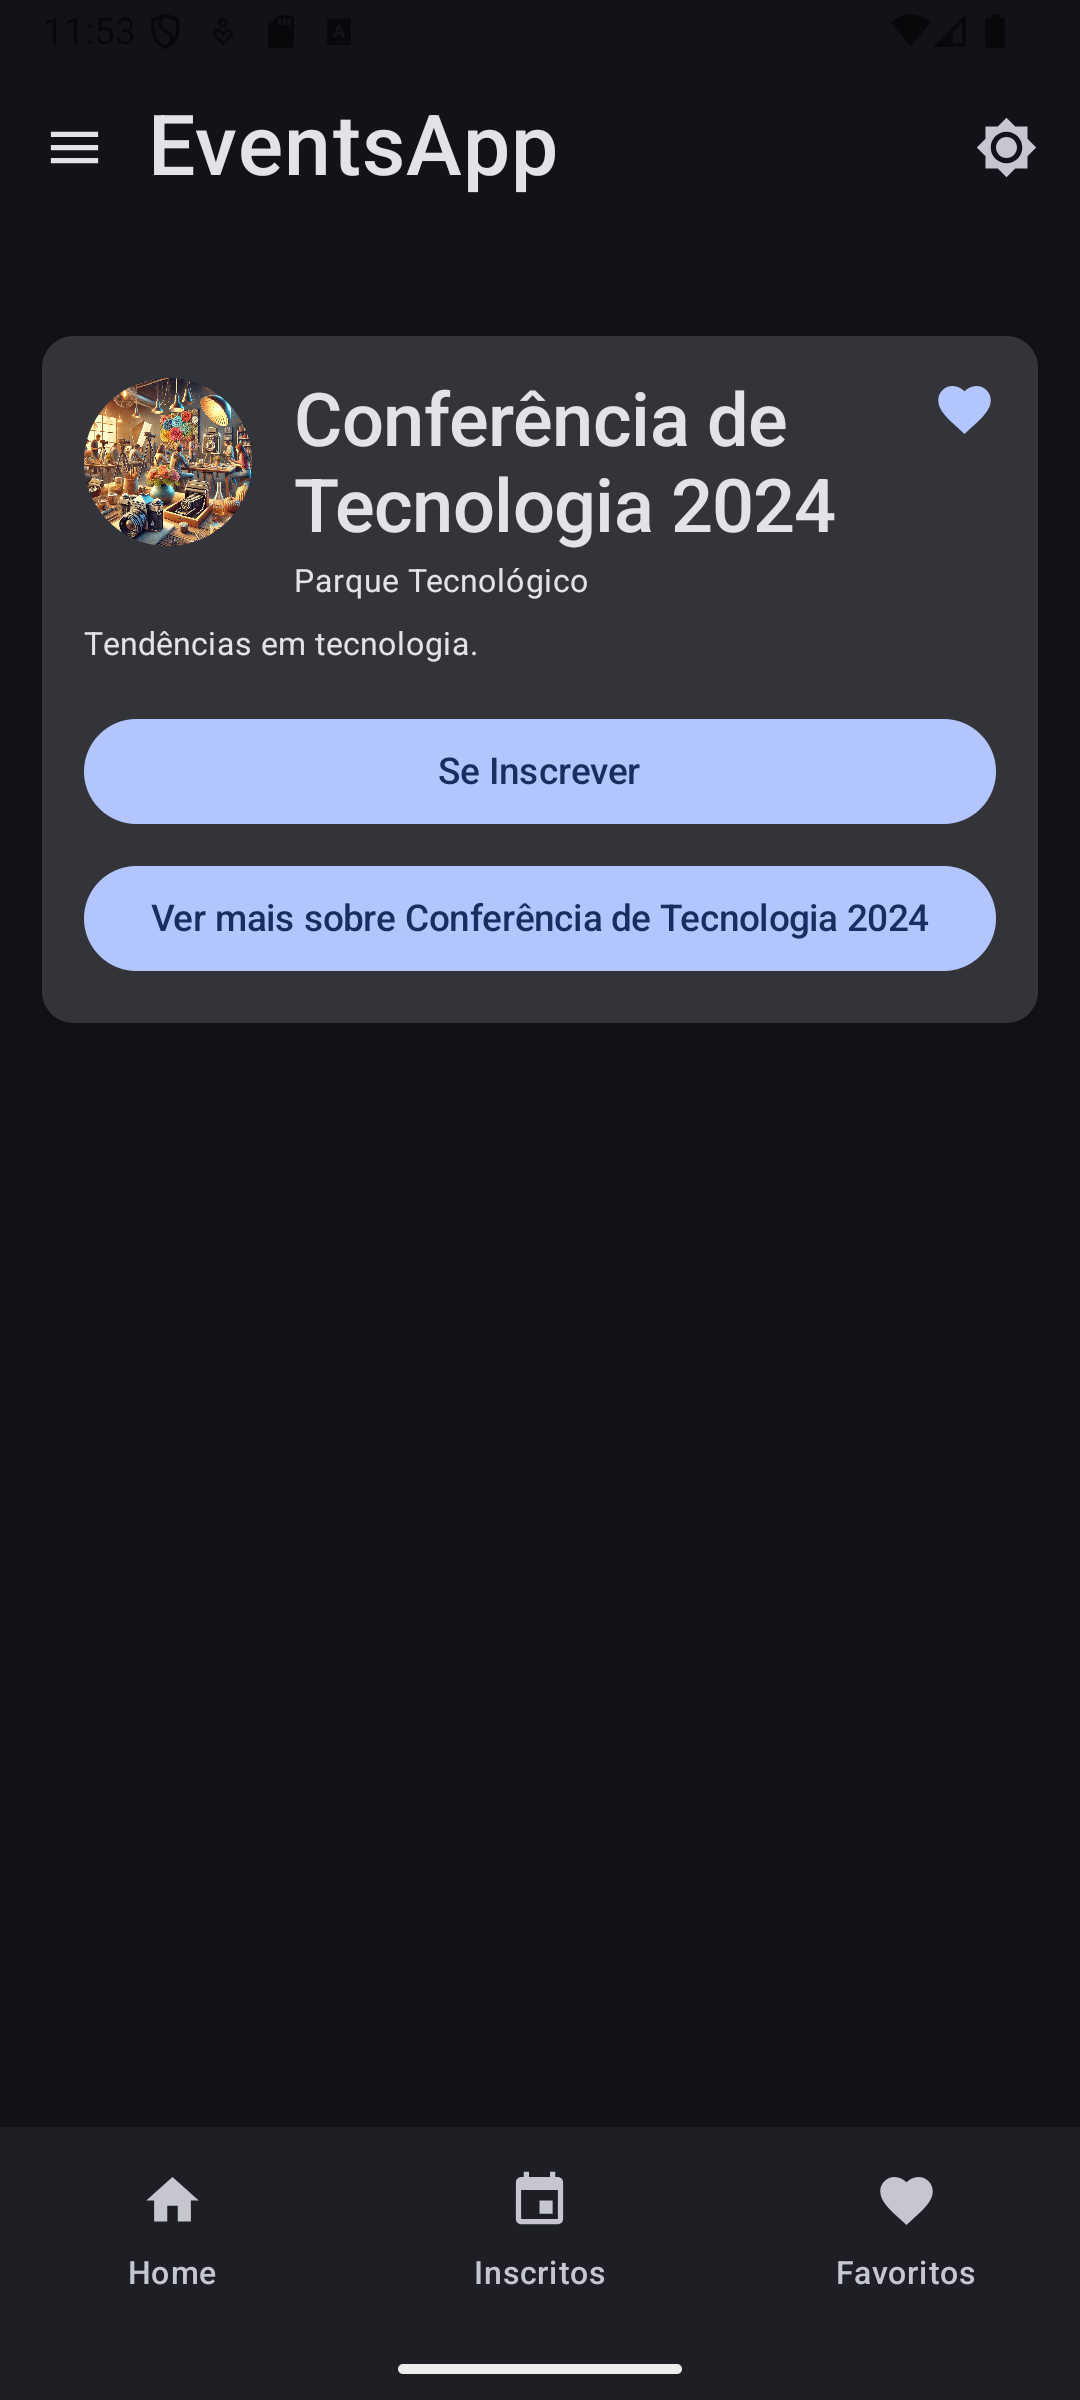 11:53
EventsApp
Conferência de
Tecnologia 2024
Parque Tecnológico
Tendências em tecnologia.
Se Inscrever
Ver mais sobre Conferência de Tecnologia 2024
Home
Inscritos
Favoritos